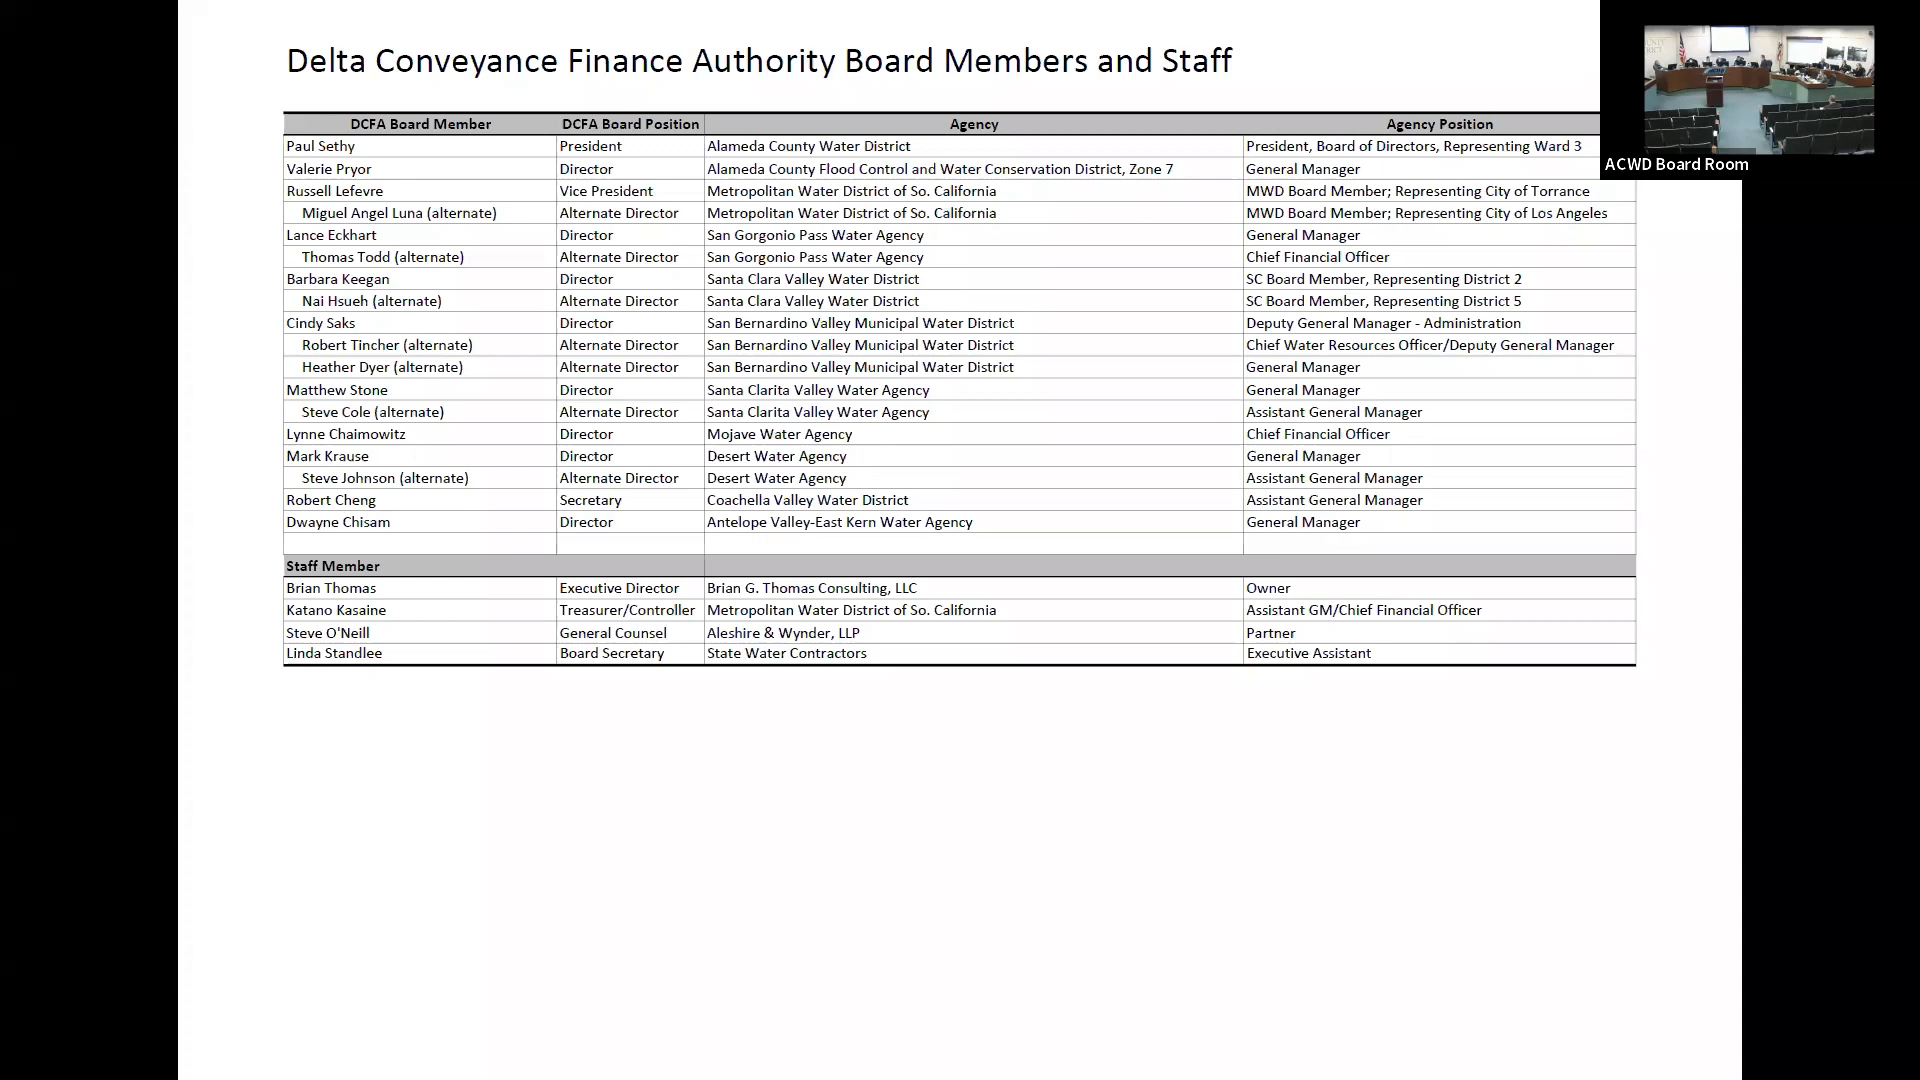 Delta Conveyance Finance Authority Board Members and Staff
DCFA Board Member DCFA Board Position Agency Agency Position
Paul Sethy President Alameda County Water District President, Board of Directors, Representing Ward 3
Valerie Pryor Director Alameda County Flood Control and Water Conservation District, Zone 7 General Manager
ACWD Board Room
Russell Lefevre Vice President Metropolitan Water District of So. California MWD Board Member; Representing City of Torrance
Miguel Angel Luna (alternate) Alternate Director Metropolitan Water District of So. California MWD Board Member; Representing City of Los Angeles
Lance Eckhart Director San Gorgonio Pass Water Agency General Manager
Thomas Todd (alternate) Alternate Director San Gorgonio Pass Water Agency Chief Financial Officer
Barbara Keegan Director Santa Clara Valley Water District SC Board Member, Representing District 2
Nai Hsueh (alternate) Alternate Director Santa Clara Valley Water District SC Board Member, Representing District 5
Cindy Saks Director San Bernardino Valley Municipal Water District Deputy General Manager - Administration
Robert Tincher (alternate) Alternate Director San Bernardino Valley Municipal Water District Chief Water Resources Officer/Deputy General Manager
Heather Dyer (alternate) Alternate Director San Bernardino Valley Municipal Water District General Manager
Matthew Stone Director Santa Clarita Valley Water Agency General Manager
Steve Cole (alternate) Alternate Director Santa Clarita Valley Water Agency Assistant General Manager
Lynne Chaimowitz Director Mojave Water Agency Chief Financial Officer
Mark Krause Director Desert Water Agency General Manager
Steve Johnson (alternate) Alternate Director Desert Water Agency Assistant General Manager
Robert Cheng Secretary Coachella Valley Water District Assistant General Manager
Dwayne Chisam Director Antelope Valley-East Kern Water Agency General Manager
Staff Member
Brian Thomas Executive Director Brian G. Thomas Consulting, LLC Owner
Katano Kasaine Treasurer/Controller Metropolitan Water District of So. California Assistant GM/Chief Financial Officer
Steve O'Neill General Counsel Aleshire & Wynder, LLP Partner
Linda Standlee Board Secretary State Water Contractors Executive Assistant